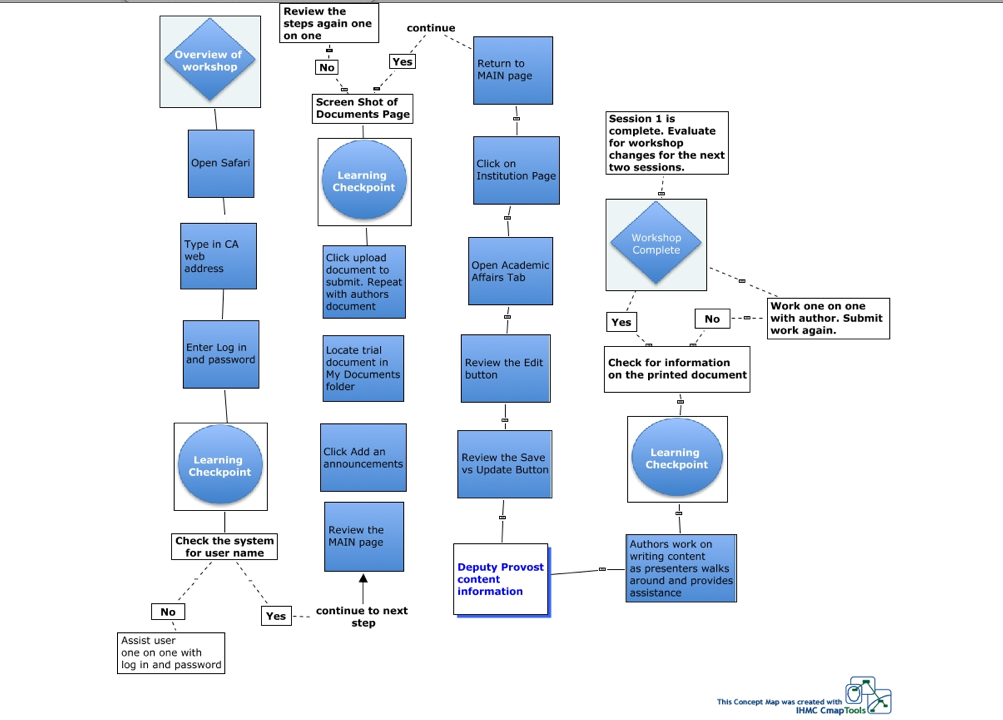 Overview of
workshop
Open Safari
Type in CA
web
address
Enter Log in
and password
Learning
Checkpoint
Check the system
for user name
No
Yes
Assist user
one on one with
log in and password
continue to next
step
Review the
MAIN page
Click Add an
announcements
Locate trial
document in
My Documents
folder
Click upload
document to
submit. Repeat
with authors
document
Learning
Checkpoint
Screen Shot of
Documents Page
No
Yes
Review the
steps again one
on one
continue
Return to
MAIN page
Click on
Institution Page
Open Academic
Affairs Tab
Review the Edit
button
Review the Save
vs Update Button
Deputy Provost
content
information
Authors work on
writing content
as presenters walks
around and provides
assistance
Learning
Checkpoint
Check for information
on the printed document
Yes
No
Work one on one
with author. Submit
work again.
Workshop
Complete
Session 1 is
complete. Evaluate
for workshop
changes for the next
two sessions.
This Concept Map was created with
IHMC CmapTools